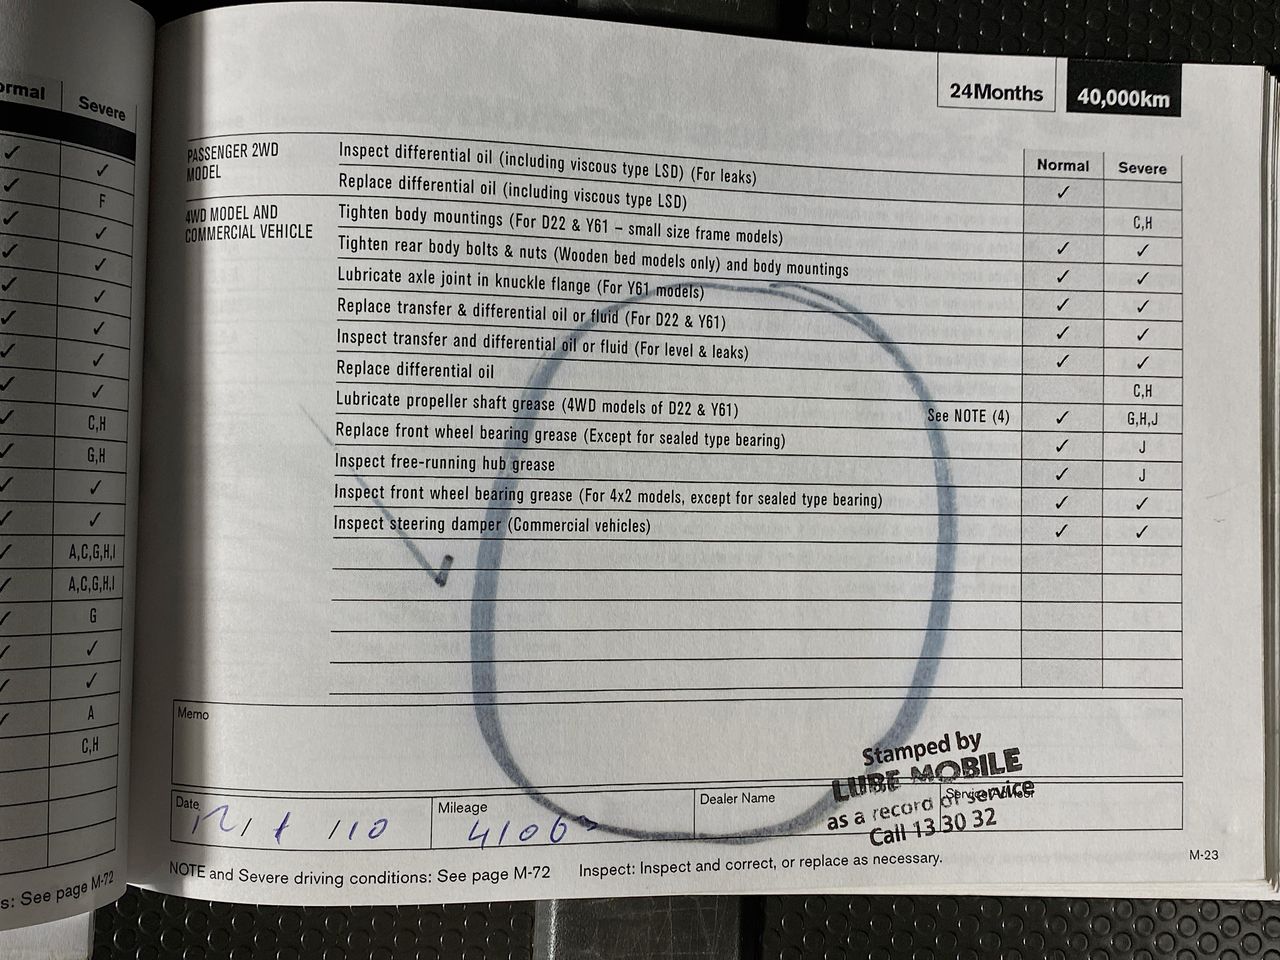 ormal Severe
✓ ✓
✓ F
✓ ✓
✓ ✓
✓ ✓
✓ ✓
✓ ✓
✓ ✓
✓ C,H
✓ G,H
✓ ✓
✓ ✓
✓ A,C,G,H,I
✓ A,C,G,H,I
✓ G
✓ ✓
✓ ✓
✓ A
C,H
s: See page M-72
24Months 40,000km
Normal Severe
PASSENGER 2WD
MODEL
Inspect differential oil (including viscous type LSD) (For leaks) ✓
Replace differential oil (including viscous type LSD) C,H
4WD MODEL AND
COMMERCIAL VEHICLE
Tighten body mountings (For D22 & Y61 – small size frame models) ✓ ✓
Tighten rear body bolts & nuts (Wooden bed models only) and body mountings ✓ ✓
Lubricate axle joint in knuckle flange (For Y61 models) ✓ ✓
Replace transfer & differential oil or fluid (For D22 & Y61) ✓ ✓
Inspect transfer and differential oil or fluid (For level & leaks) ✓ ✓
Replace differential oil C,H
Lubricate propeller shaft grease (4WD models of D22 & Y61) See NOTE (4) ✓ G,H,J
Replace front wheel bearing grease (Except for sealed type bearing) ✓ J
Inspect free-running hub grease ✓ J
Inspect front wheel bearing grease (For 4x2 models, except for sealed type bearing) ✓ ✓
Inspect steering damper (Commercial vehicles) ✓ ✓
Memo
Stamped by
LUBE MOBILE
as a record of service
Call 13 30 32
Date
Mileage
Dealer Name
Service Advisor
NOTE and Severe driving conditions: See page M-72 Inspect: Inspect and correct, or replace as necessary.
M-23